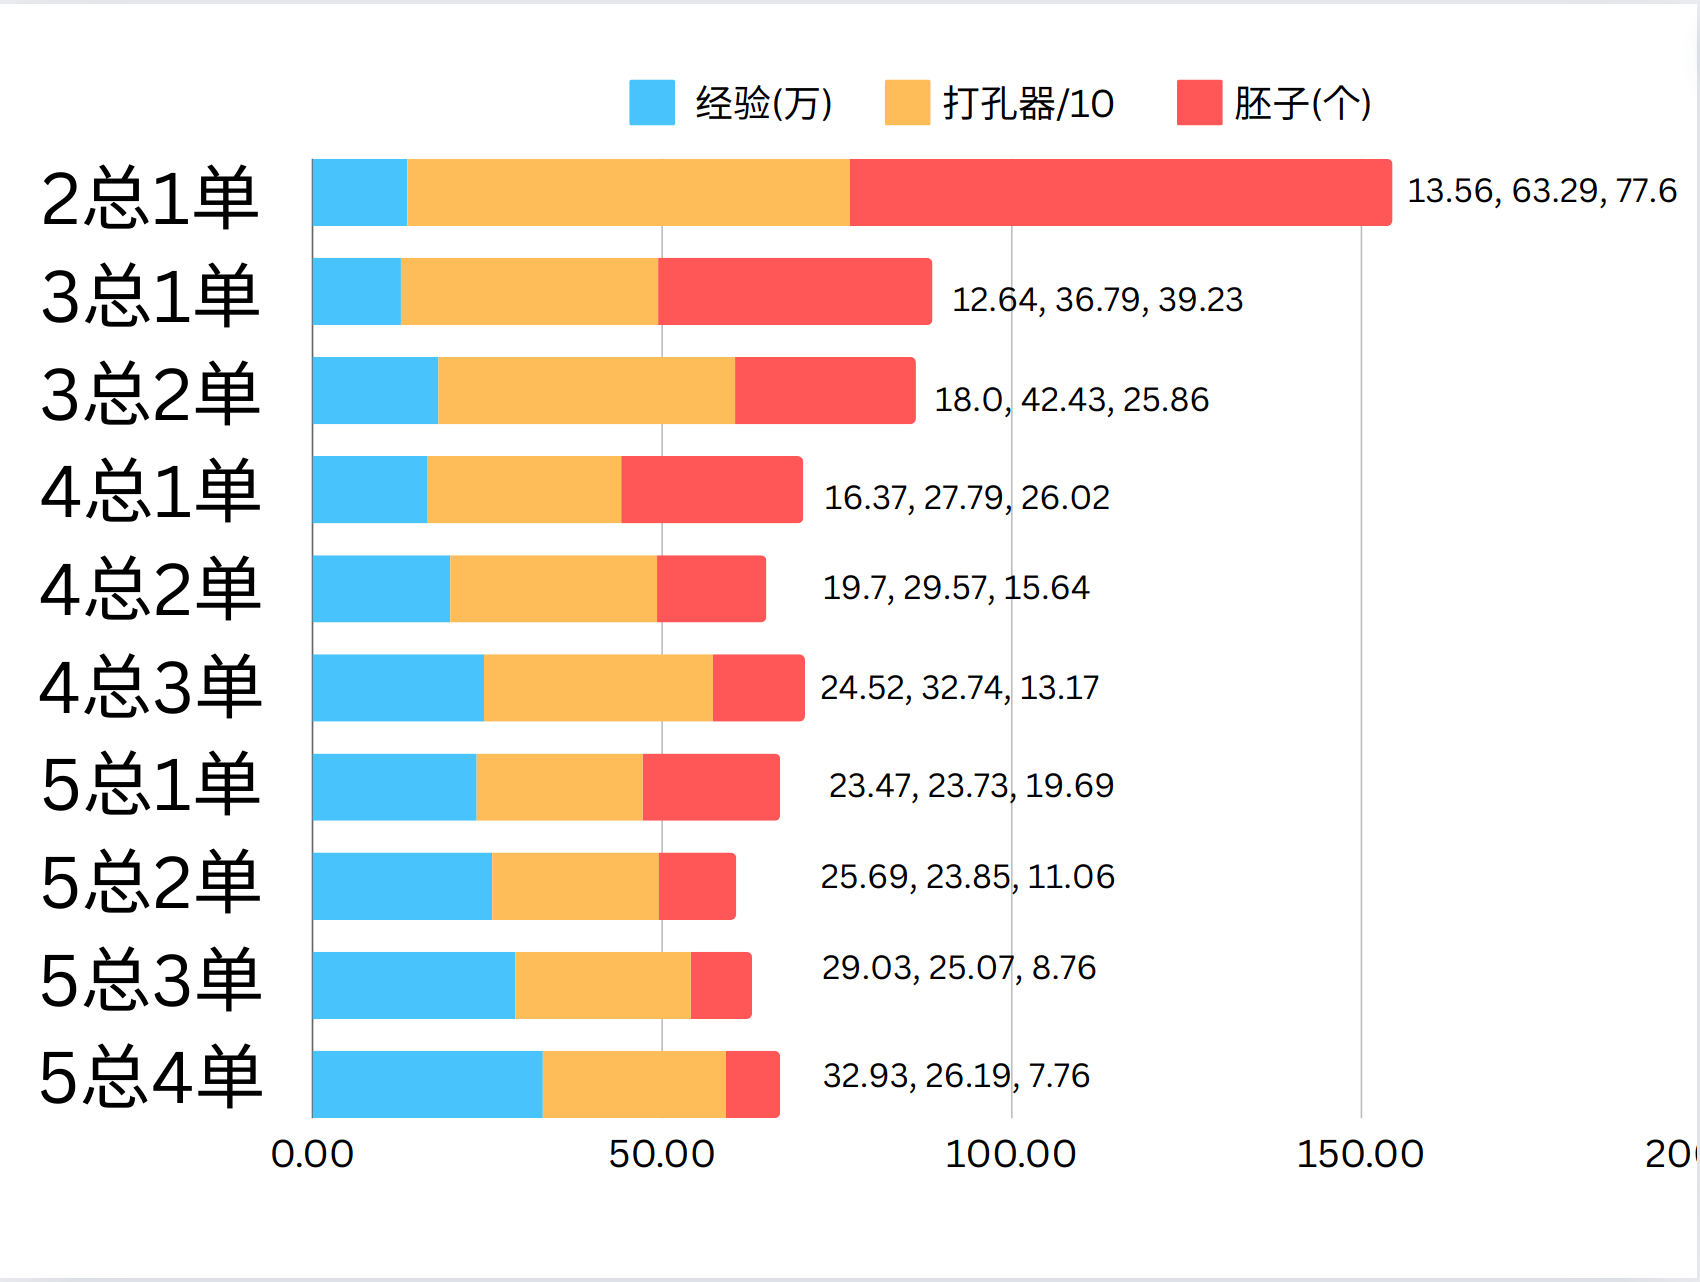 经验(万) 打孔器/10 胚子(个)
2总1单 13.56, 63.29, 77.6
3总1单 12.64, 36.79, 39.23
3总2单 18.0, 42.43, 25.86
4总1单 16.37, 27.79, 26.02
4总2单 19.7, 29.57, 15.64
4总3单 24.52, 32.74, 13.17
5总1单 23.47, 23.73, 19.69
5总2单 25.69, 23.85, 11.06
5总3单 29.03, 25.07, 8.76
5总4单 32.93, 26.19, 7.76
0.00 50.00 100.00 150.00